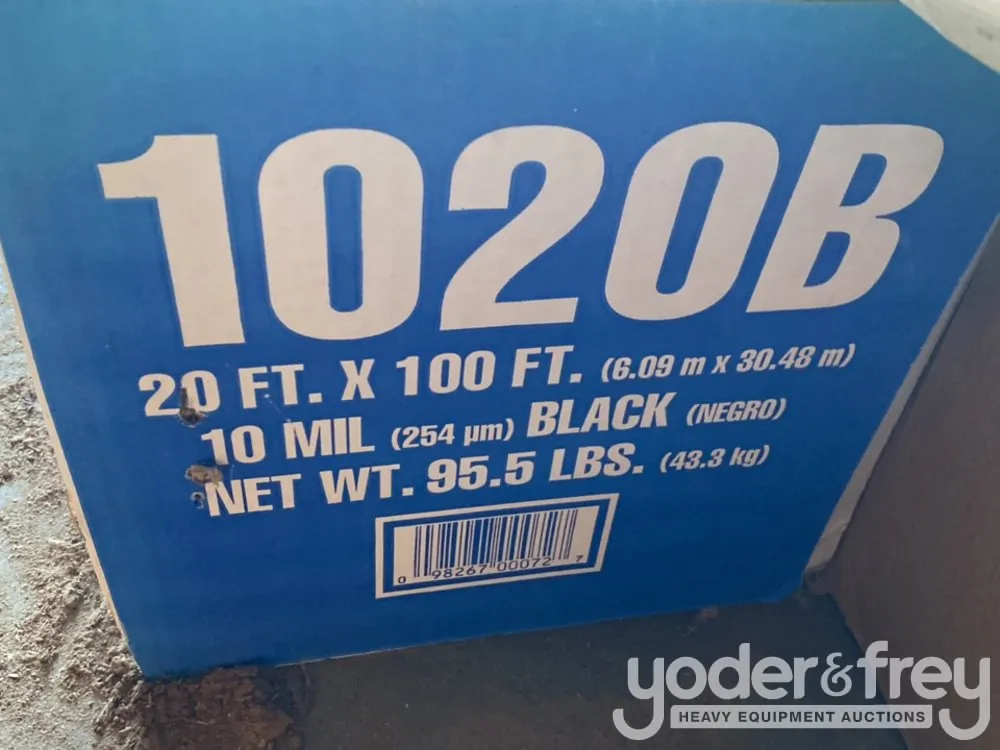 1020B
20 FT. X 100 FT. (6.09 m x 30.48 m)
10 MIL (254 µm) BLACK (NEGRO)
NET WT. 95.5 LBS. (43.3 kg)
0 98267 00072 7
yoder&frey
HEAVY EQUIPMENT AUCTIONS